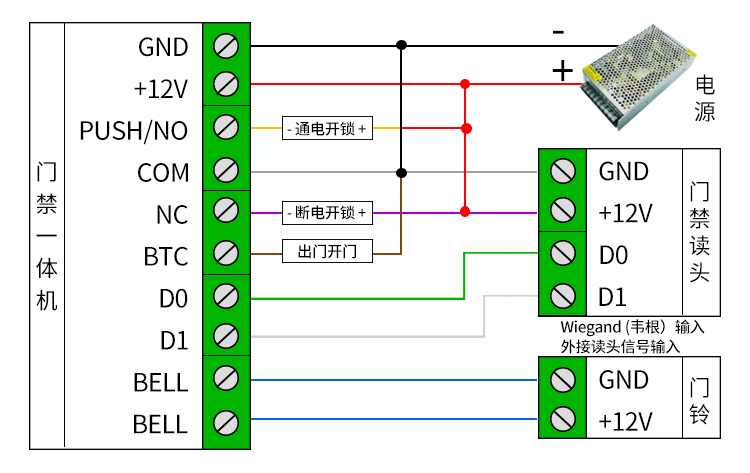 门禁一体机
GND
+12V
PUSH/NO
COM
NC
BTC
D0
D1
BELL
BELL
- 通电开锁 +
- 断电开锁 +
出门开门
-
+
电源
GND
+12V
D0
D1
门禁读头
Wiegand (韦根）输入
外接读头信号输入
GND
+12V
门铃